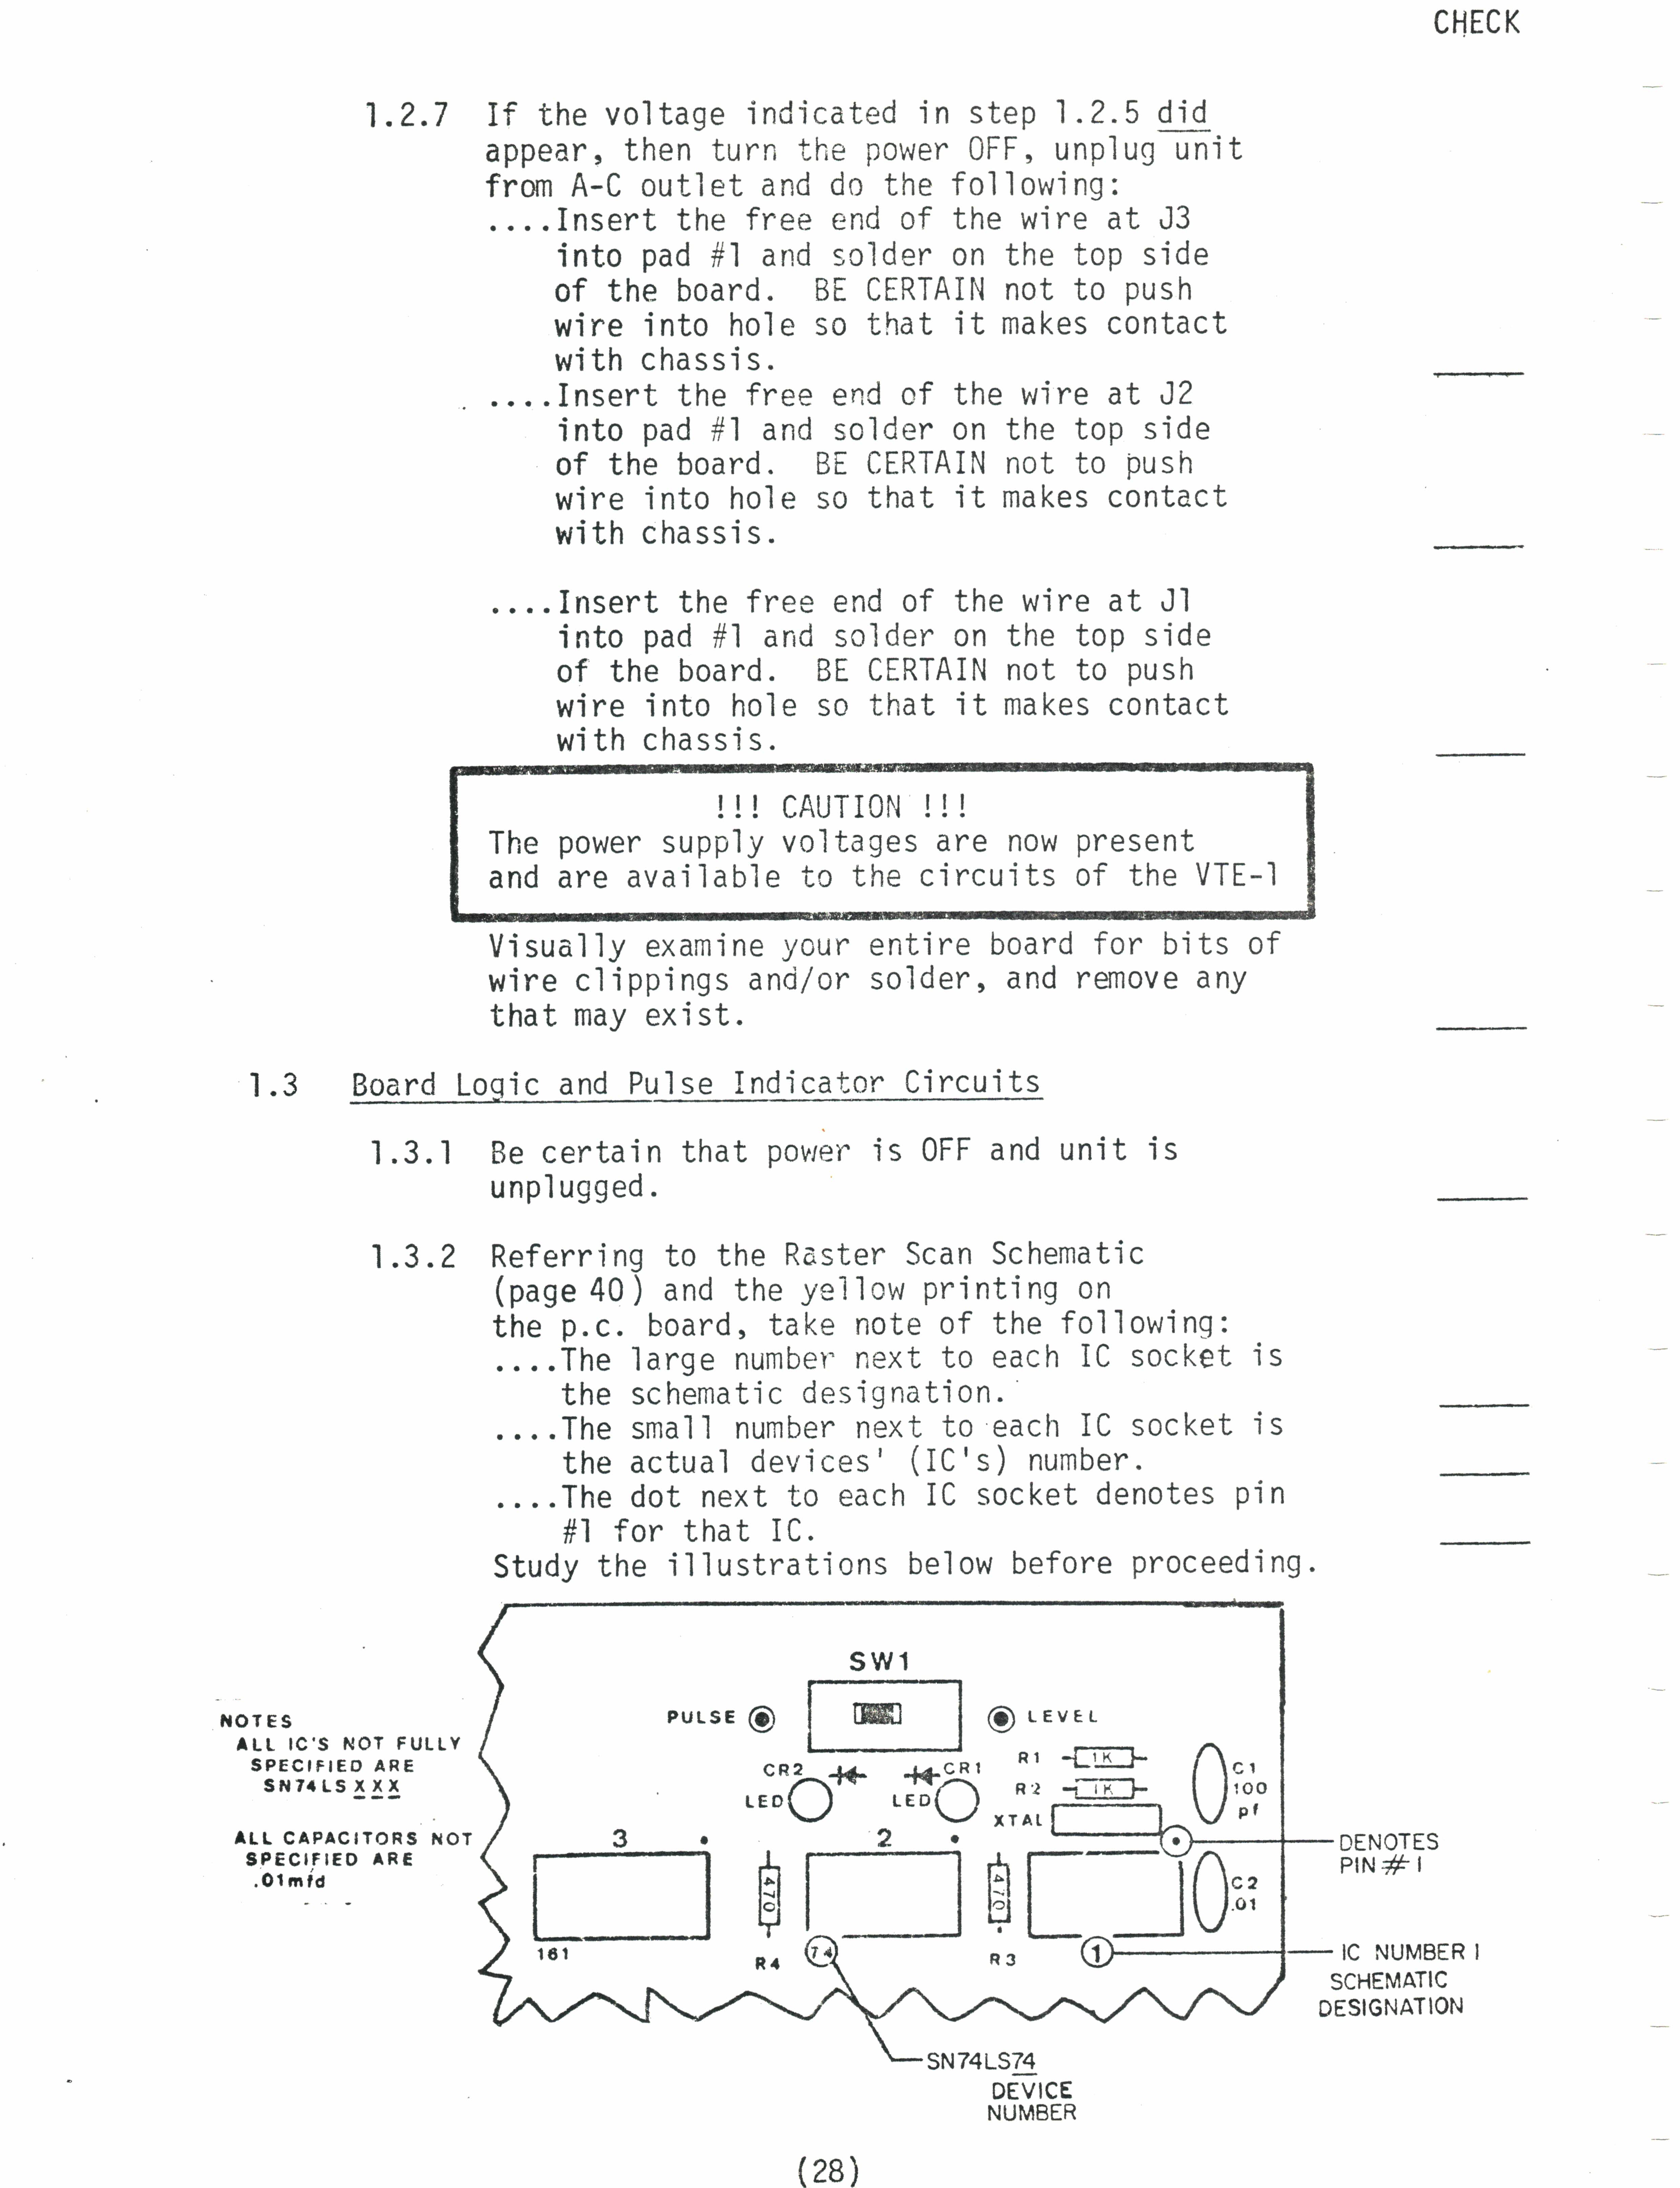 CHECK
1.2.7 If the voltage indicated in step 1.2.5 did
appear, then turn the power OFF, unplug unit
from A-C outlet and do the following:
....Insert the free end of the wire at J3
into pad #1 and solder on the top side
of the board. BE CERTAIN not to push
wire into hole so that it makes contact
with chassis.
....Insert the free end of the wire at J2
into pad #1 and solder on the top side
of the board. BE CERTAIN not to push
wire into hole so that it makes contact
with chassis.
....Insert the free end of the wire at J1
into pad #1 and solder on the top side
of the board. BE CERTAIN not to push
wire into hole so that it makes contact
with chassis.
!!! CAUTION !!!
The power supply voltages are now present
and are available to the circuits of the VTE-1
Visually examine your entire board for bits of
wire clippings and/or solder, and remove any
that may exist.
1.3 Board Logic and Pulse Indicator Circuits
1.3.1 Be certain that power is OFF and unit is
unplugged.
1.3.2 Referring to the Raster Scan Schematic
(page 40) and the yellow printing on
the p.c. board, take note of the following:
....The large number next to each IC socket is
the schematic designation.
....The small number next to each IC socket is
the actual devices' (IC's) number.
....The dot next to each IC socket denotes pin
#1 for that IC.
Study the illustrations below before proceeding.
NOTES
ALL IC'S NOT FULLY
SPECIFIED ARE
SN74LSXXX
ALL CAPACITORS NOT
SPECIFIED ARE
.01mfd
SW1
PULSE
LEVEL
R1 1K
R2 1K
C1
100
pf
CR2
CR1
LED
LED
XTAL
3
2
470
470
C2
.01
161
R4
74
R3
1
DENOTES
PIN # 1
IC NUMBER 1
SCHEMATIC
DESIGNATION
SN74LS74
DEVICE
NUMBER
(28)